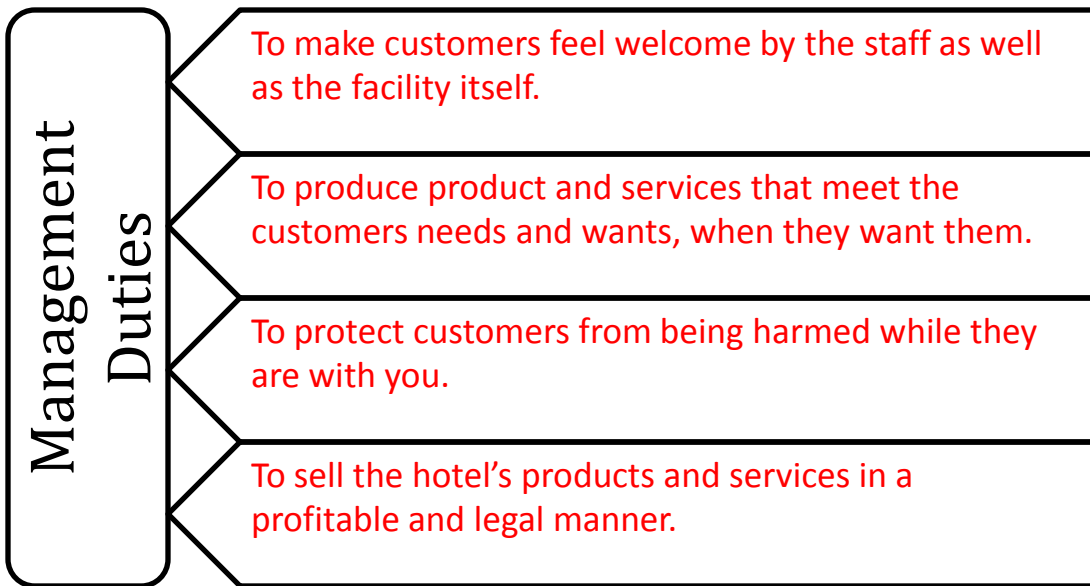 Management
Duties
To make customers feel welcome by the staff as well
as the facility itself.
To produce product and services that meet the
customers needs and wants, when they want them.
To protect customers from being harmed while they
are with you.
To sell the hotel’s products and services in a
profitable and legal manner.